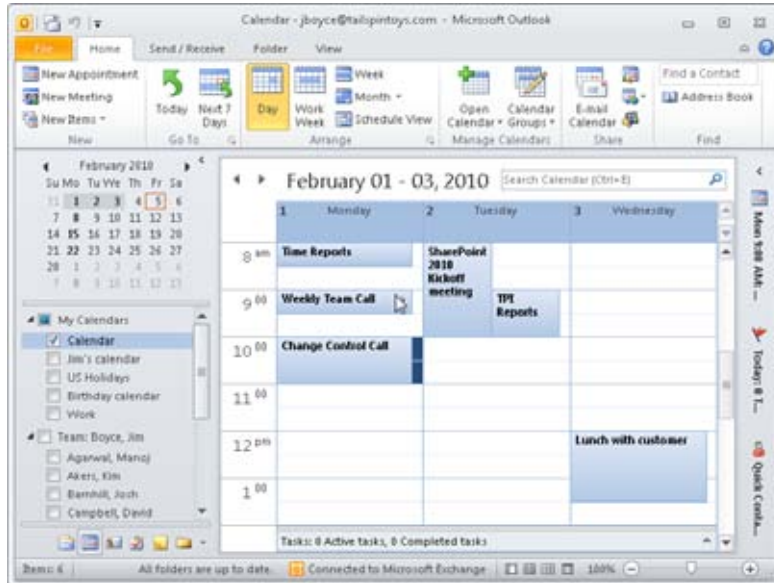 Calendar - jboyce@tailspintoys.com - Microsoft Outlook
File Home Send / Receive Folder View
New Appointment
New Meeting
New Items
New
Today
Next 7 Days
Go To
Day
Work Week
Week
Month
Schedule View
Arrange
Open Calendar
Calendar Groups
Manage Calendars
E-mail Calendar
Share
Find a Contact
Address Book
Find
February 2010
Su Mo Tu We Th Fr Sa
31 1 2 3 4 5 6
7 8 9 10 11 12 13
14 15 16 17 18 19 20
21 22 23 24 25 26 27
28 1 2 3 4 5 6
7 8 9 10 11 12 13
My Calendars
Calendar
Jim's calendar
US Holidays
Birthday calendar
Work
Team: Boyce, Jim
Agarwal, Manoj
Akers, Kim
Barnhill, Josh
Campbell, David
February 01 - 03, 2010
Search Calendar (Ctrl+E)
1 Monday 2 Tuesday 3 Wednesday
8 am
9 00
10 00
11 00
12 pm
1 00
Time Reports
Weekly Team Call
Change Control Call
SharePoint
2010
Kickoff
meeting
TPI
Reports
Lunch with customer
Tasks: 0 Active tasks, 0 Completed tasks
Mon 9:00 AM: ...
Today: 0 T...
Quick Conta...
Items: 6
All folders are up to date.
Connected to Microsoft Exchange
100%